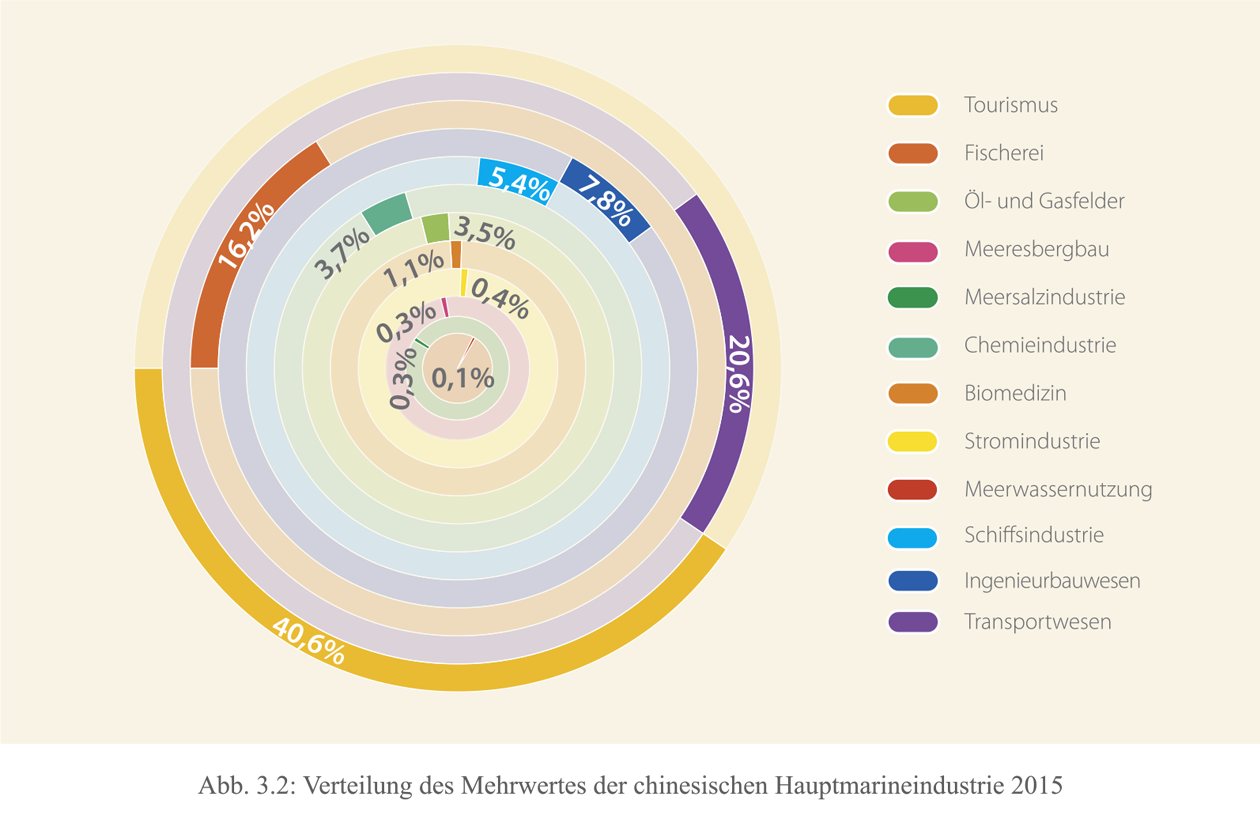 5,4%
7,8%
16,2%
3,7%
3,5%
1,1%
0,4%
0,3%
0,3%
0,1%
20,6%
40,6%
Tourismus
Fischerei
Öl- und Gasfelder
Meeresbergbau
Meersalzindustrie
Chemieindustrie
Biomedizin
Stromindustrie
Meerwassernutzung
Schiffsindustrie
Ingenieurbauwesen
Transportwesen
Abb. 3.2: Verteilung des Mehrwertes der chinesischen Hauptmarineindustrie 2015